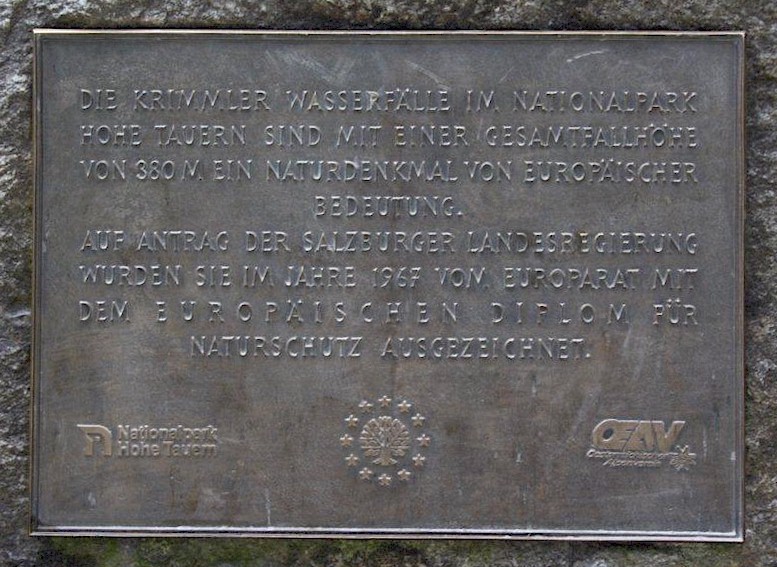 DIE KRIMMLER WASSERFÄLLE IM NATIONALPARK
HOHE TAUERN SIND MIT EINER GESAMTFALLHÖHE
VON 380 M EIN NATURDENKMAL VON EUROPÄISCHER
BEDEUTUNG.
AUF ANTRAG DER SALZBURGER LANDESREGIERUNG
WURDEN SIE IM JAHRE 1967 VOM EUROPARAT MIT
DEM EUROPÄISCHEN DIPLOM FÜR
NATURSCHUTZ AUSGEZEICHNET.
Nationalpark
Hohe Tauern
OEAV
Oesterreichischer
Alpenverein